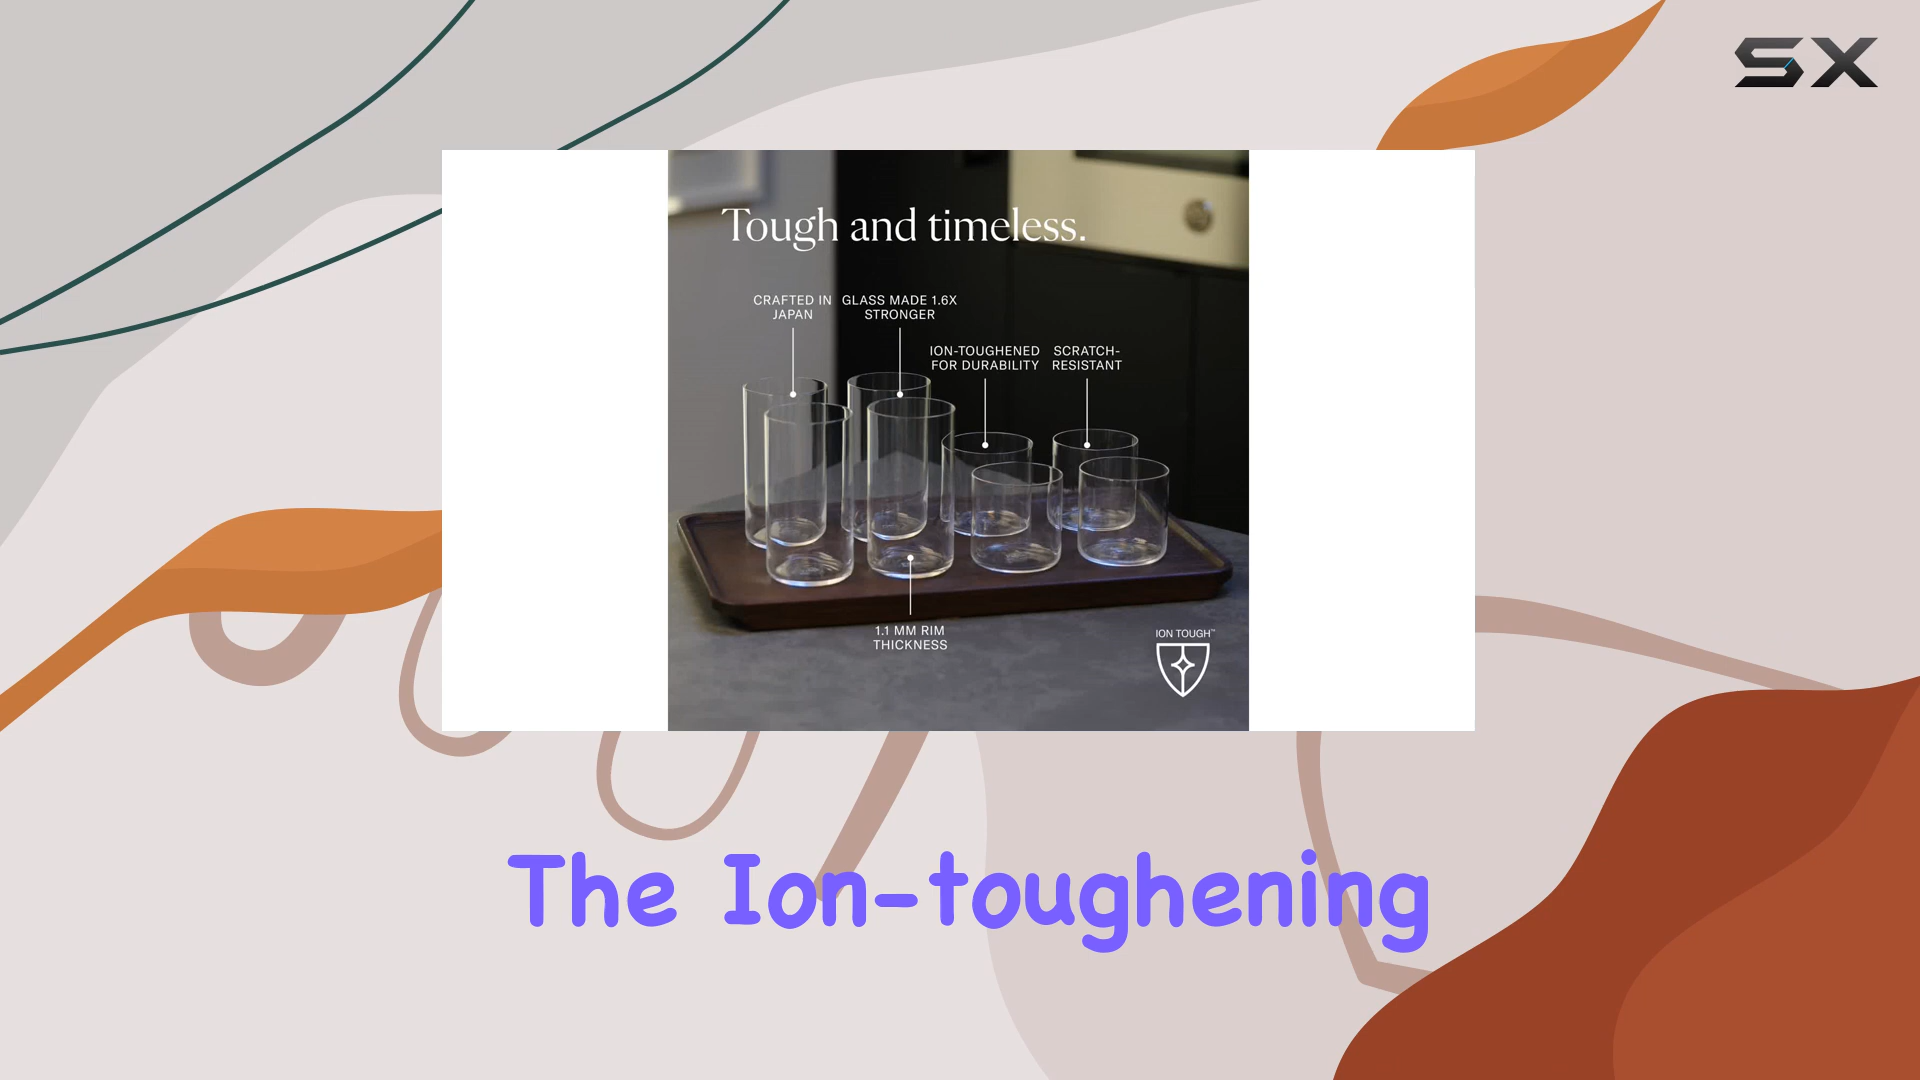 SX
Tough and timeless.
CRAFTED IN
JAPAN
GLASS MADE 1.6X
STRONGER
ION-TOUGHENED
FOR DURABILITY
SCRATCH-
RESISTANT
1.1 MM RIM
THICKNESS
ION TOUGH™
The Ion-toughening